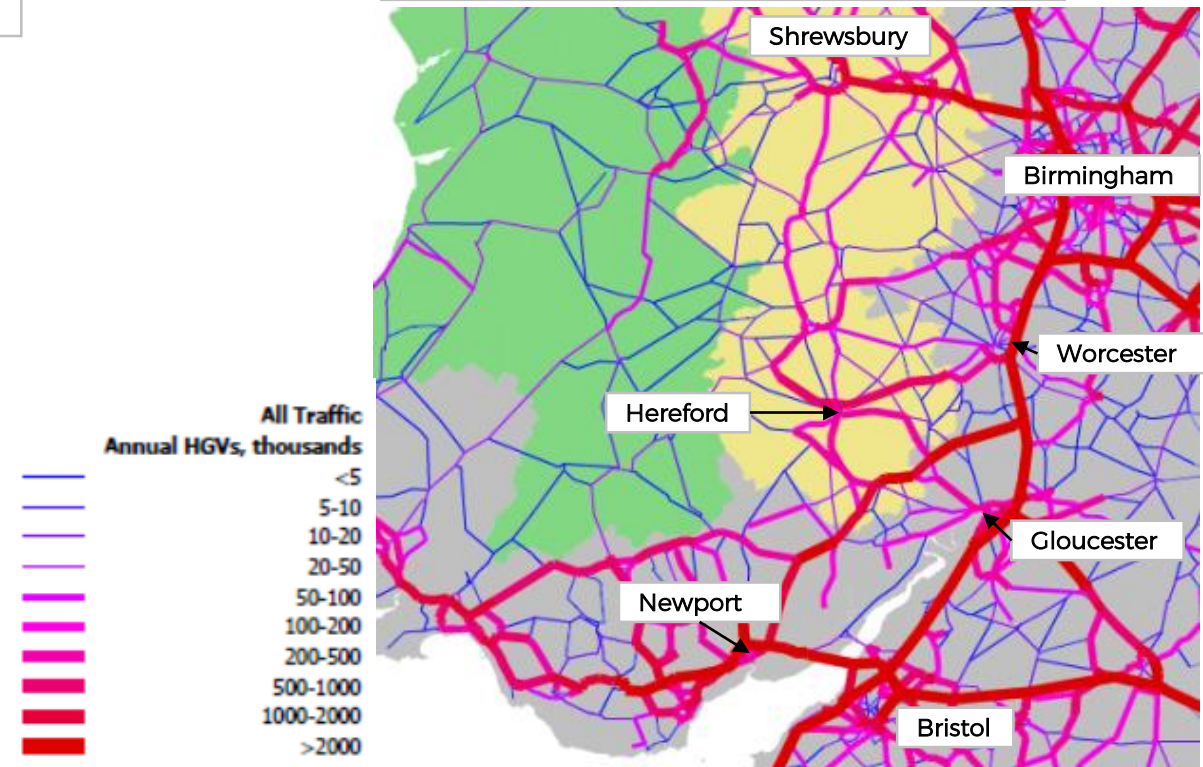 Shrewsbury
Birmingham
Worcester
Hereford
Gloucester
Newport
Bristol
All Traffic
Annual HGVs, thousands
<5
5-10
10-20
20-50
50-100
100-200
200-500
500-1000
1000-2000
>2000